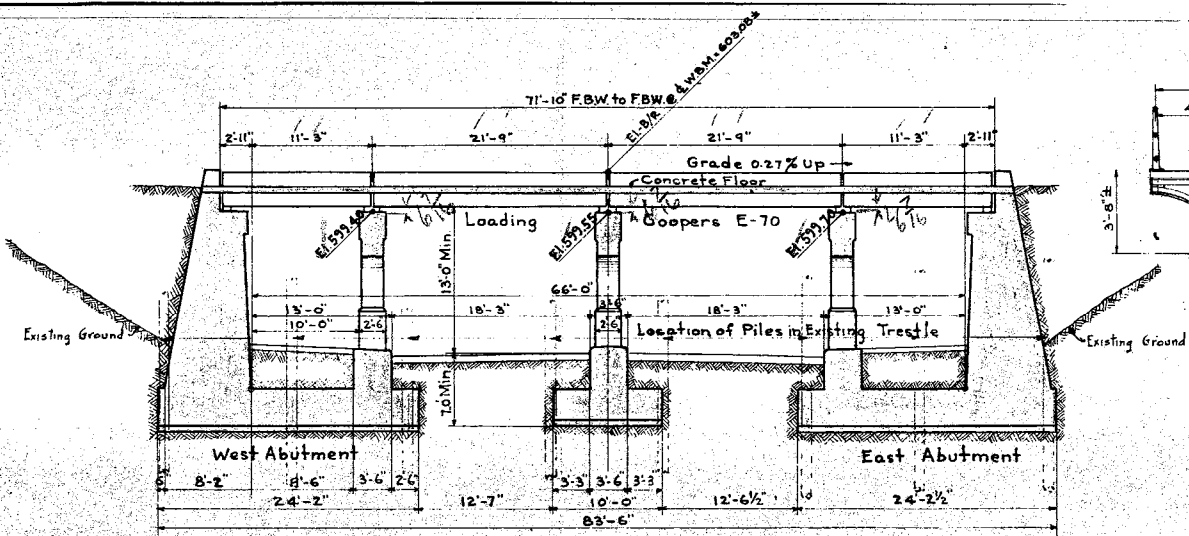 El-B/R & W.B.M. = 603.08±
71'-10" F.B.W. to F.B.W.
2'-11" 11'-3" 21'-9" 21'-9" 11'-3" 2'-11"
Grade 0.27% Up
Concrete Floor
Loading Coopers E-70
El. 599.40 El. 599.55 El. 599.70
3'-8"±
13'-0" Min.
66'-0"
13'-0" 18'-3" 3'-6" 18'-3" 13'-0"
10'-0" 2'-6 2'-6" Location of Piles in Existing Trestle
Existing Ground
Existing Ground
7.0' Min.
West Abutment East Abutment
8'-2" 8'-6" 3'-6" 2'-6" 3'-3" 3'-6" 3'-3"
24'-2" 12'-7" 10'-0" 12'-6½" 24'-2½"
83'-6"